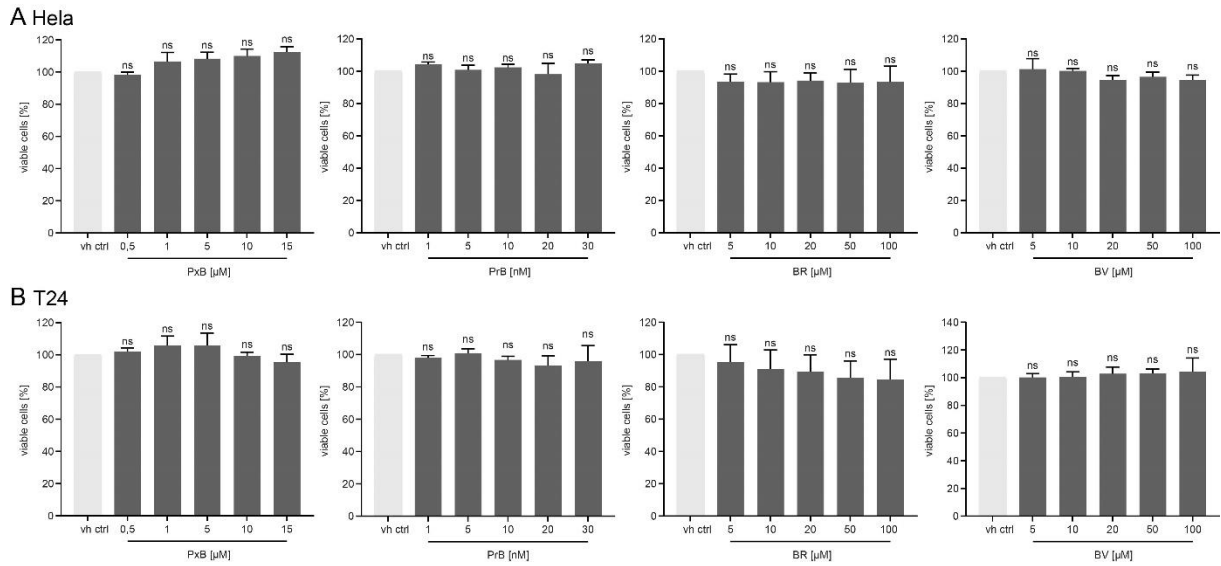 A Hela
120
100
80
60
40
20
0
viable cells [%]
ns ns ns ns ns
vh ctrl 0,5 1 5 10 15
PxB [µM]
120
100
80
60
40
20
0
viable cells [%]
ns ns ns ns ns
vh ctrl 1 5 10 20 30
PrB [nM]
120
100
80
60
40
20
0
viable cells [%]
ns ns ns ns ns
vh ctrl 5 10 20 50 100
BR [µM]
120
100
80
60
40
20
0
viable cells [%]
ns ns ns ns ns
vh ctrl 5 10 20 50 100
BV [µM]
B T24
120
100
80
60
40
20
0
viable cells [%]
ns ns ns ns ns
vh ctrl 0,5 1 5 10 15
PxB [µM]
120
100
80
60
40
20
0
viable cells [%]
ns ns ns ns ns
vh ctrl 1 5 10 20 30
PrB [nM]
120
100
80
60
40
20
0
viable cells [%]
ns ns ns ns ns
vh ctrl 5 10 20 50 100
BR [µM]
140
120
100
80
60
40
20
0
viable cells [%]
ns ns ns ns ns
vh ctrl 5 10 20 50 100
BV [µM]